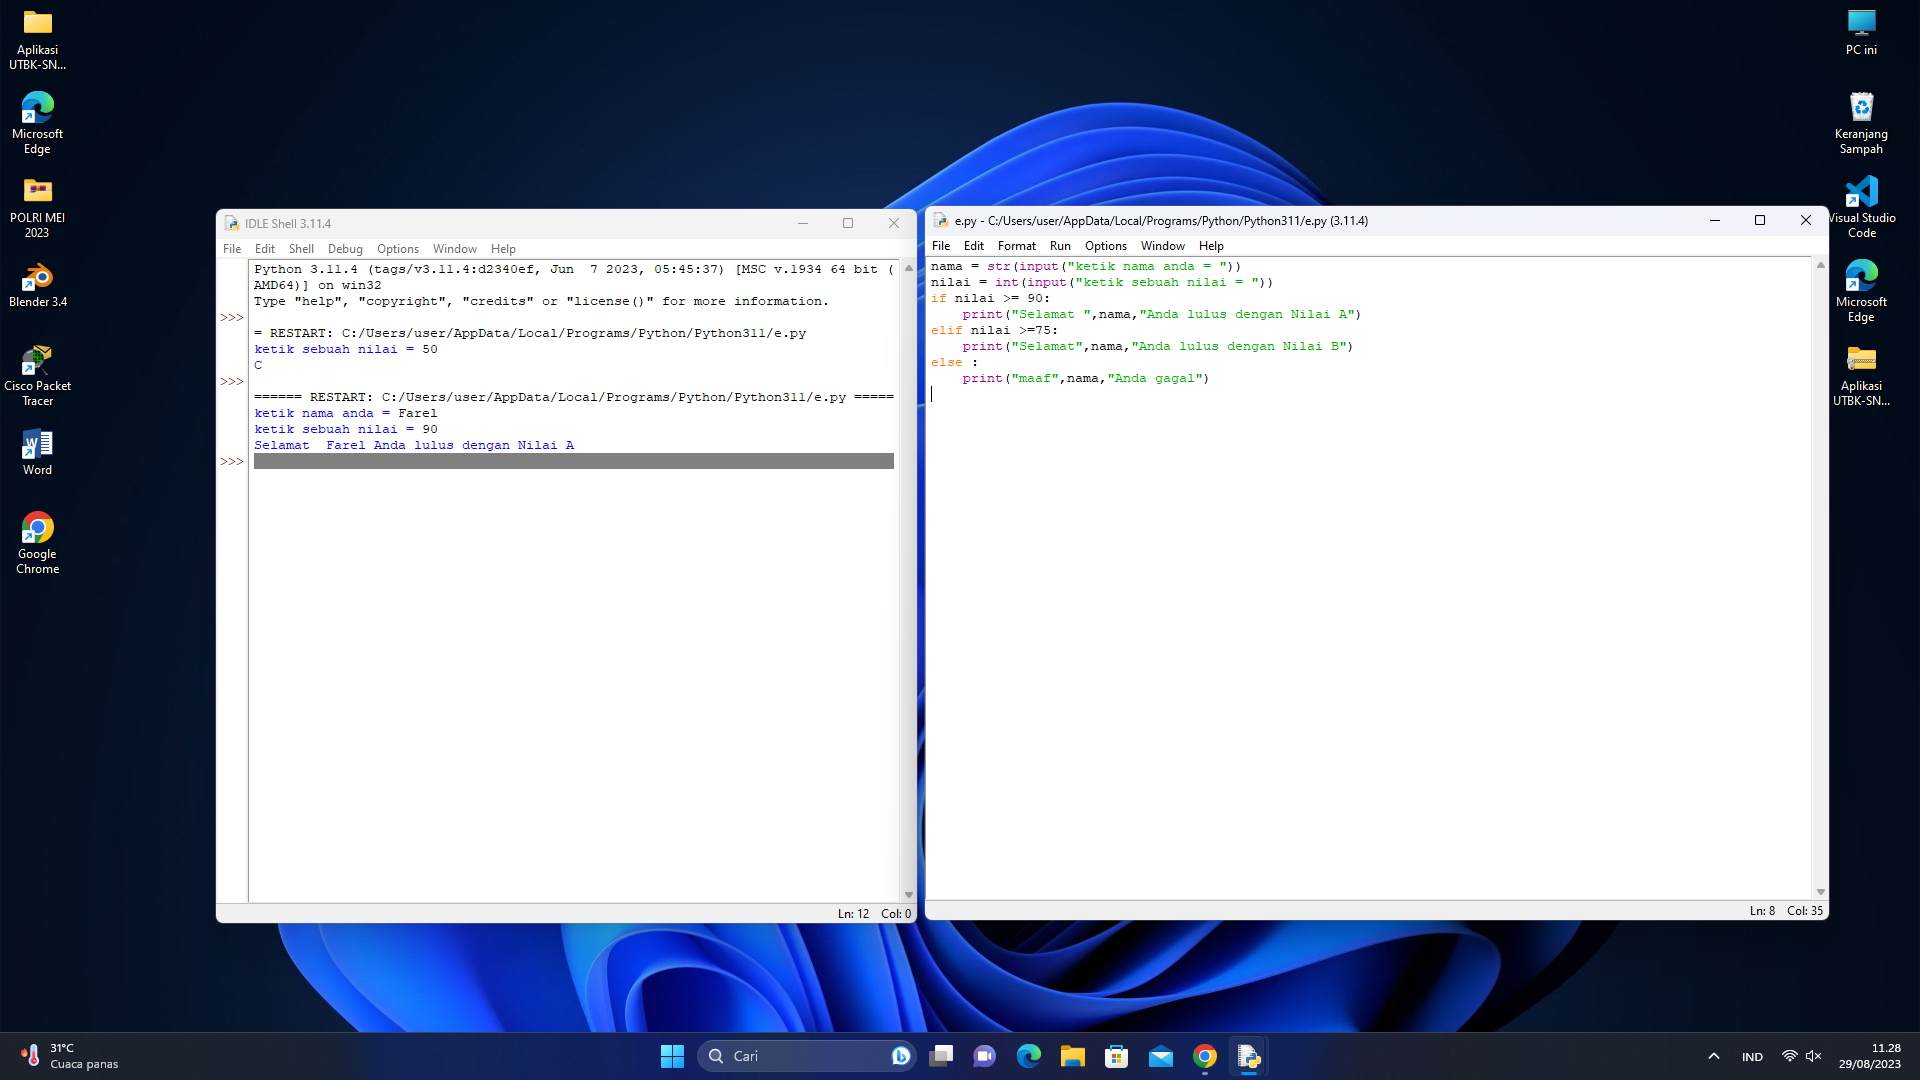 Aplikasi
UTBK-SN...
Microsoft
Edge
POLRI MEI
2023
Blender 3.4
Cisco Packet
Tracer
Word
Google
Chrome
IDLE Shell 3.11.4
File Edit Shell Debug Options Window Help
Python 3.11.4 (tags/v3.11.4:d2340ef, Jun  7 2023, 05:45:37) [MSC v.1934 64 bit (
AMD64)] on win32
Type "help", "copyright", "credits" or "license()" for more information.
>>>
= RESTART: C:/Users/user/AppData/Local/Programs/Python/Python311/e.py
ketik sebuah nilai = 50
C
>>>
====== RESTART: C:/Users/user/AppData/Local/Programs/Python/Python311/e.py =====
ketik nama anda = Farel
ketik sebuah nilai = 90
Selamat  Farel Anda lulus dengan Nilai A
>>>
Ln: 12 Col: 0
e.py - C:/Users/user/AppData/Local/Programs/Python/Python311/e.py (3.11.4)
File Edit Format Run Options Window Help
nama = str(input("ketik nama anda = "))
nilai = int(input("ketik sebuah nilai = "))
if nilai >= 90:
    print("Selamat ",nama,"Anda lulus dengan Nilai A")
elif nilai >=75:
    print("Selamat",nama,"Anda lulus dengan Nilai B")
else :
    print("maaf",nama,"Anda gagal")
Ln: 8 Col: 35
PC ini
Keranjang
Sampah
Visual Studio
Code
Microsoft
Edge
Aplikasi
UTBK-SN...
31°C
Cuaca panas
Cari
IND
11.28
29/08/2023